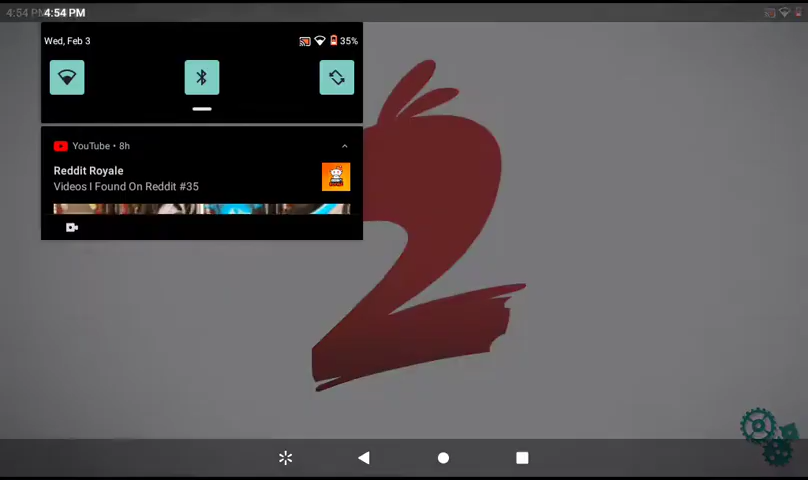 4:54 PM 4:54 PM
Wed, Feb 3
35%
YouTube • 8h
Reddit Royale
Videos I Found On Reddit #35
2